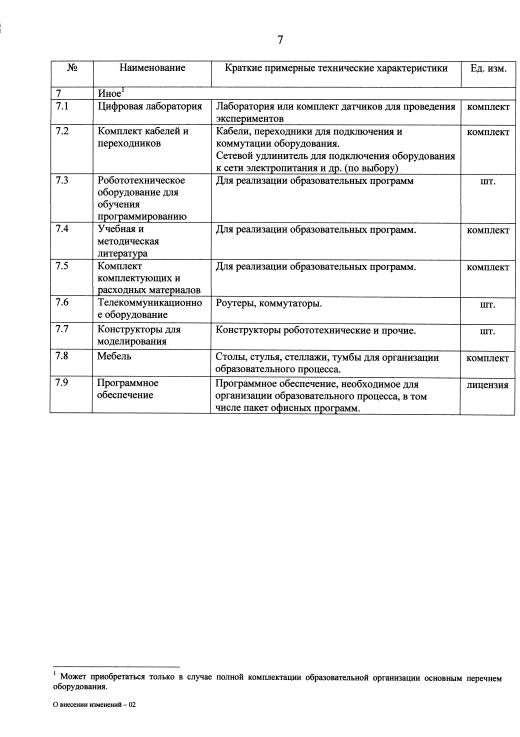 7
№ Наименование Краткие примерные технические характеристики Ед. изм.
7 Иное¹
7.1 Цифровая лаборатория Лаборатория или комплект датчиков для проведения комплект
экспериментов
7.2 Комплект кабелей и Кабели, переходники для подключения и комплект
переходников коммутации оборудования.
Сетевой удлинитель для подключения оборудования
к сети электропитания и др. (по выбору)
7.3 Робототехническое Для реализации образовательных программ шт.
оборудование для
обучения
программированию
7.4 Учебная и Для реализации образовательных программ. комплект
методическая
литература
7.5 Комплект Для реализации образовательных программ. комплект
комплектующих и
расходных материалов
7.6 Телекоммуникационно Роутеры, коммутаторы. шт.
е оборудование
7.7 Конструкторы для Конструкторы робототехнические и прочие. шт.
моделирования
7.8 Мебель Столы, стулья, стеллажи, тумбы для организации комплект
образовательного процесса.
7.9 Программное Программное обеспечение, необходимое для лицензия
обеспечение организации образовательного процесса, в том
числе пакет офисных программ.
¹ Может приобретаться только в случае полной комплектации образовательной организации основным перечнем
оборудования.
О внесении изменений – 02